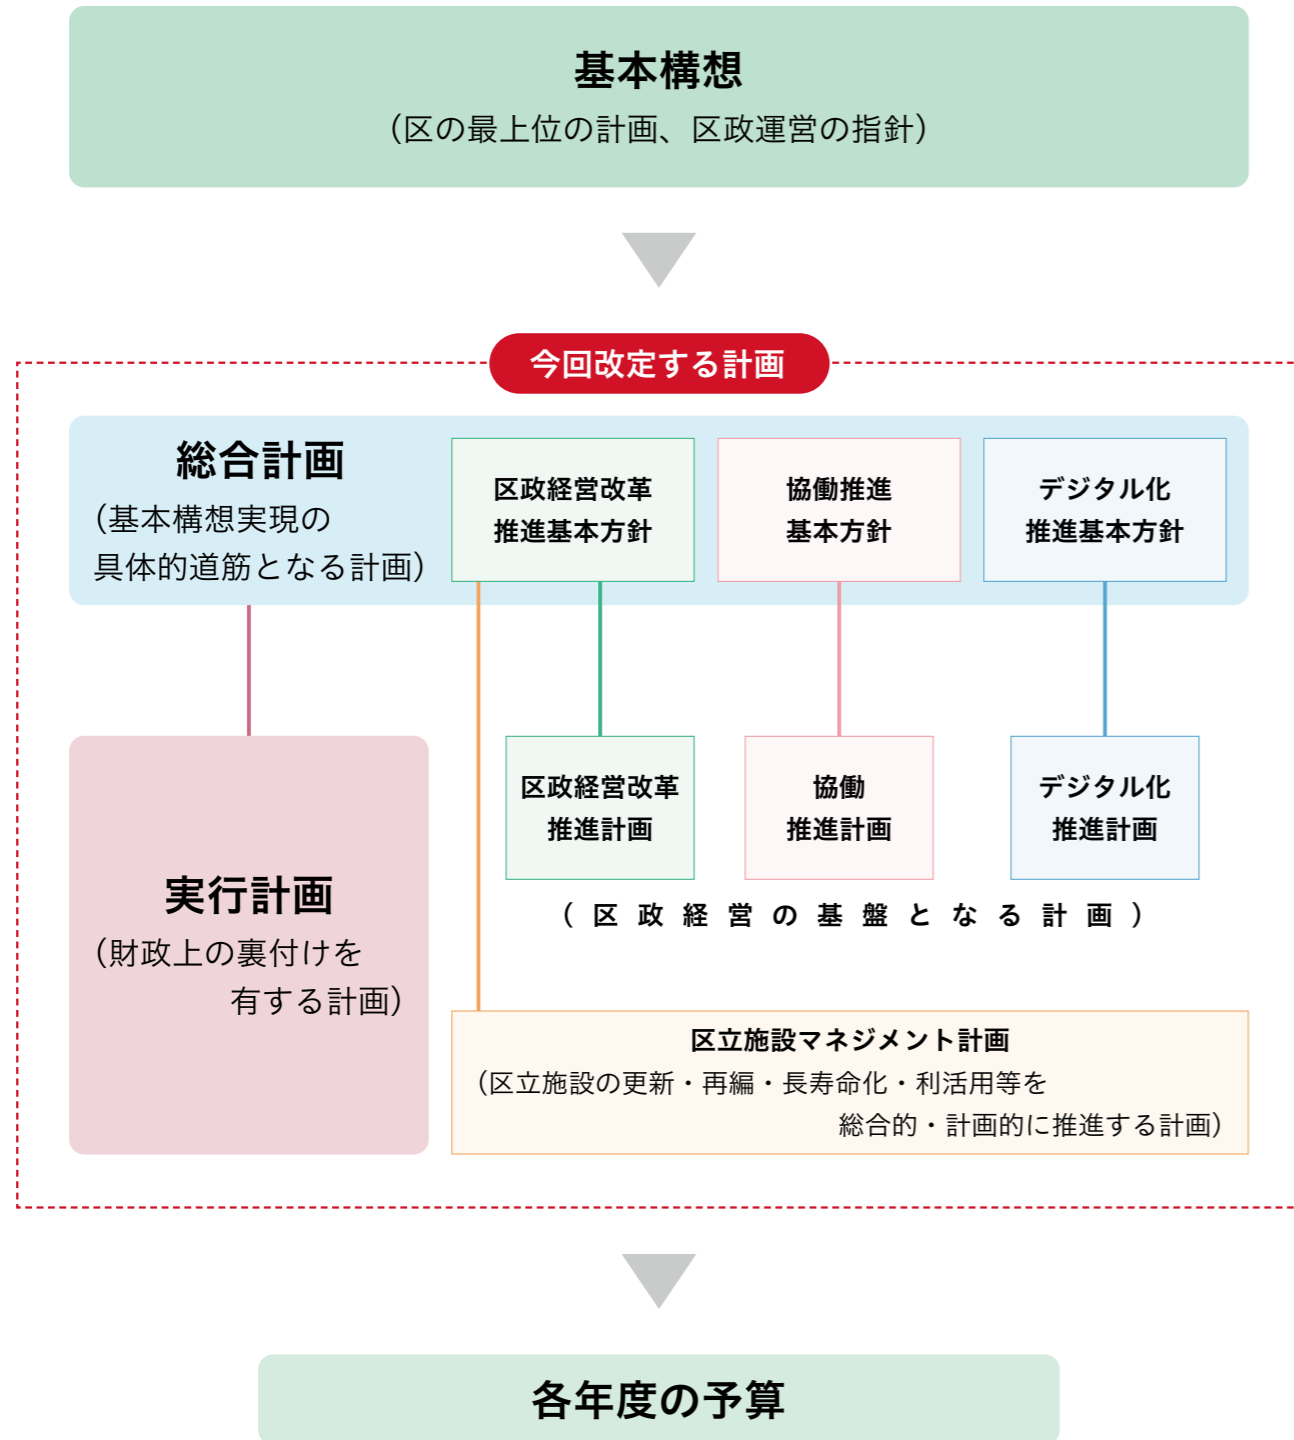 基本構想
（区の最上位の計画、区政運営の指針）
今回改定する計画
総合計画
（基本構想実現の
具体的道筋となる計画）
区政経営改革
推進基本方針
協働推進
基本方針
デジタル化
推進基本方針
実行計画
（財政上の裏付けを
有する計画）
区政経営改革
推進計画
協働
推進計画
デジタル化
推進計画
（区政経営の基盤となる計画）
区立施設マネジメント計画
（区立施設の更新・再編・長寿命化・利活用等を
総合的・計画的に推進する計画）
各年度の予算